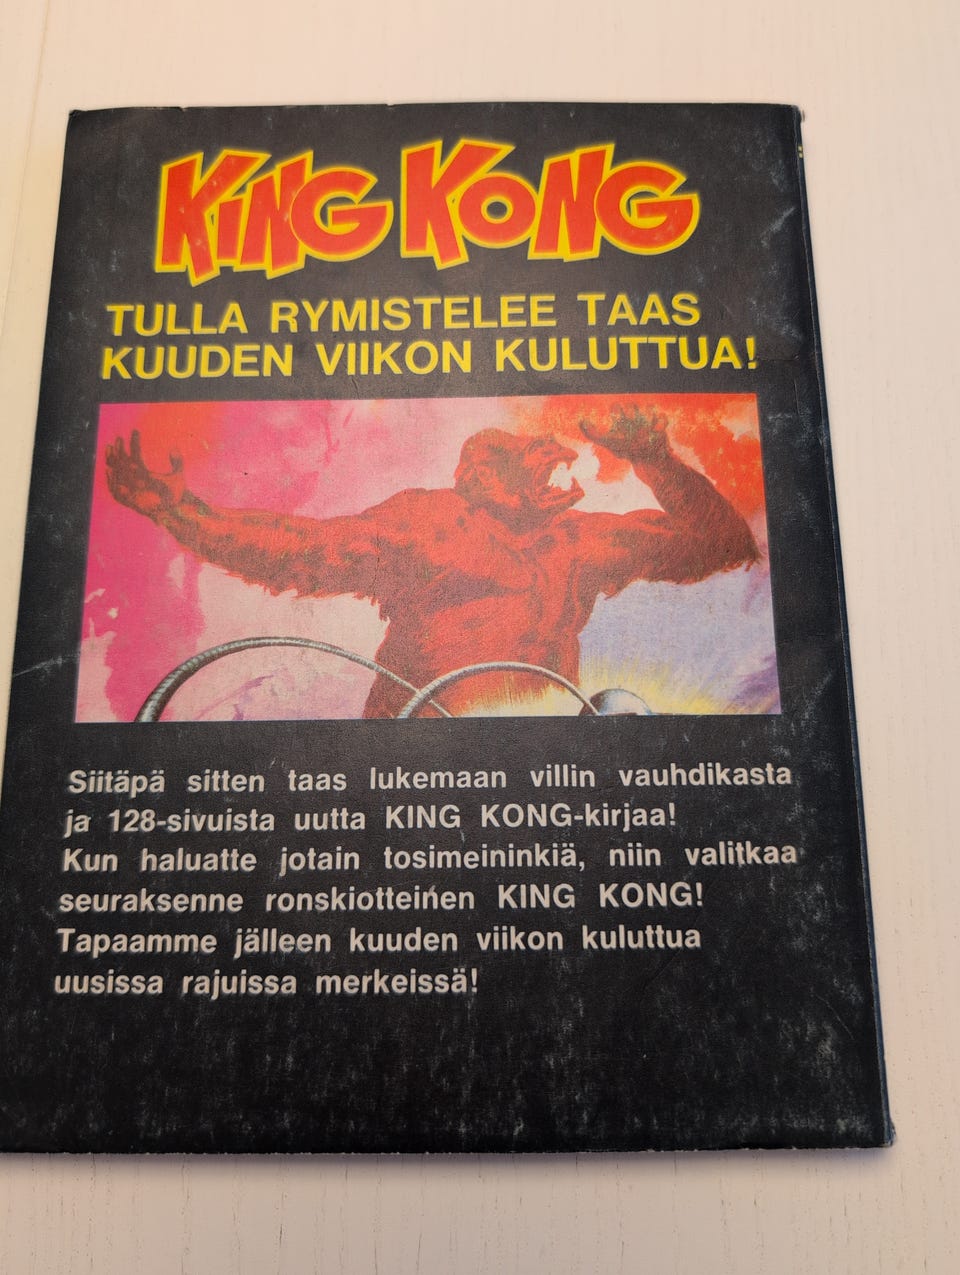 KING KONG
TULLA RYMISTELEE TAAS
KUUDEN VIIKON KULUTTUA!
Siitäpä sitten taas lukemaan villin vauhdikasta
ja 128-sivuista uutta KING KONG-kirjaa!
Kun haluatte jotain tosimeininkiä, niin valitkaa
seuraksenne ronskiotteinen KING KONG!
Tapaamme jälleen kuuden viikon kuluttua
uusissa rajuissa merkeissä!